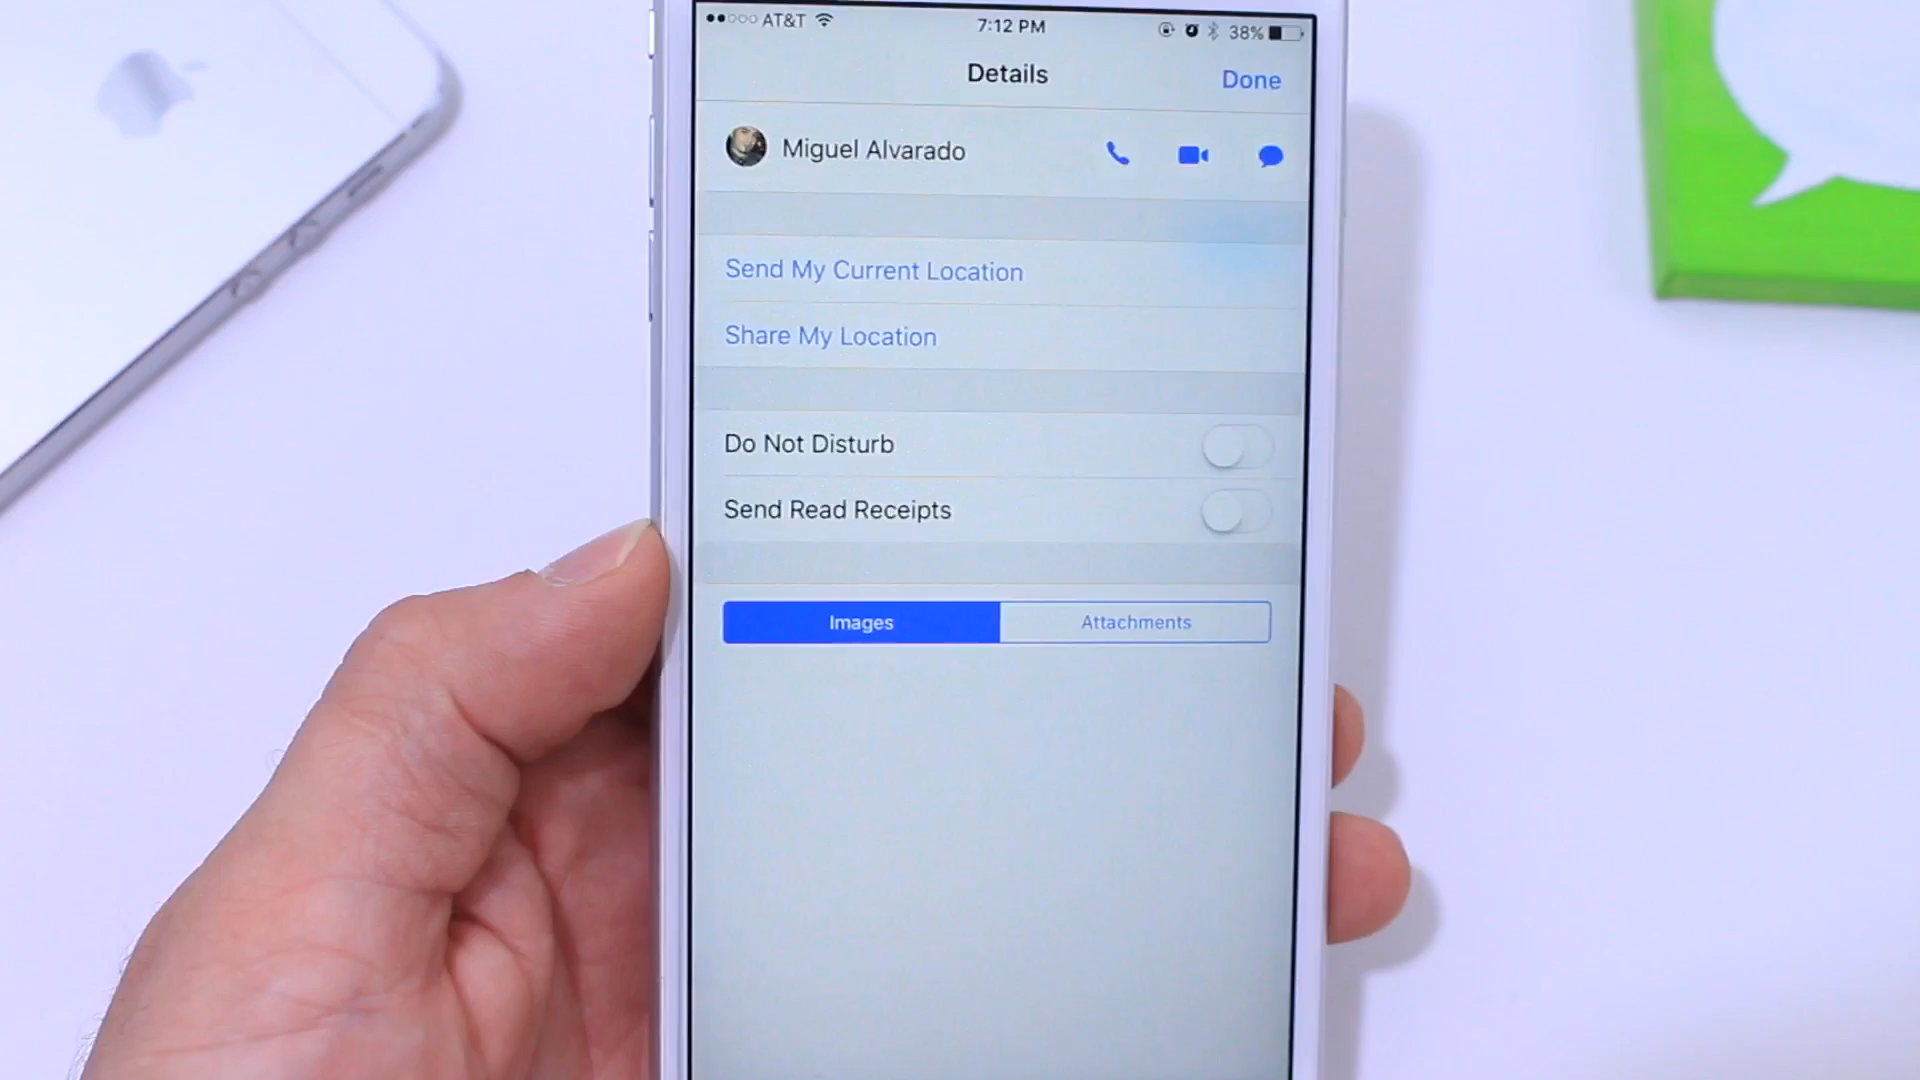 AT&T 7:12 PM 38%
Details Done
Miguel Alvarado
Send My Current Location
Share My Location
Do Not Disturb
Send Read Receipts
Images Attachments